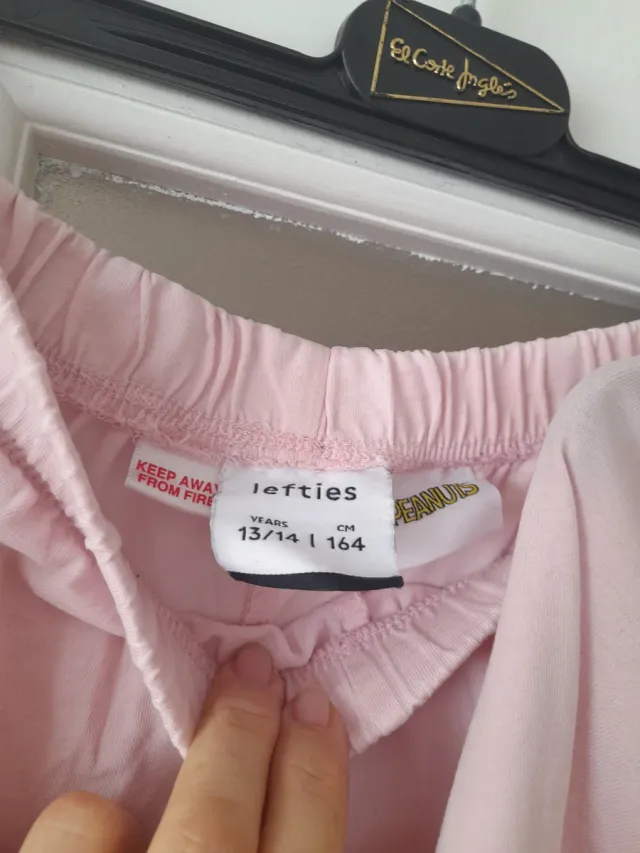 El Corte Inglés
KEEP AWAY
FROM FIRE
lefties
YEARS CM
13/14 | 164
PEANUTS